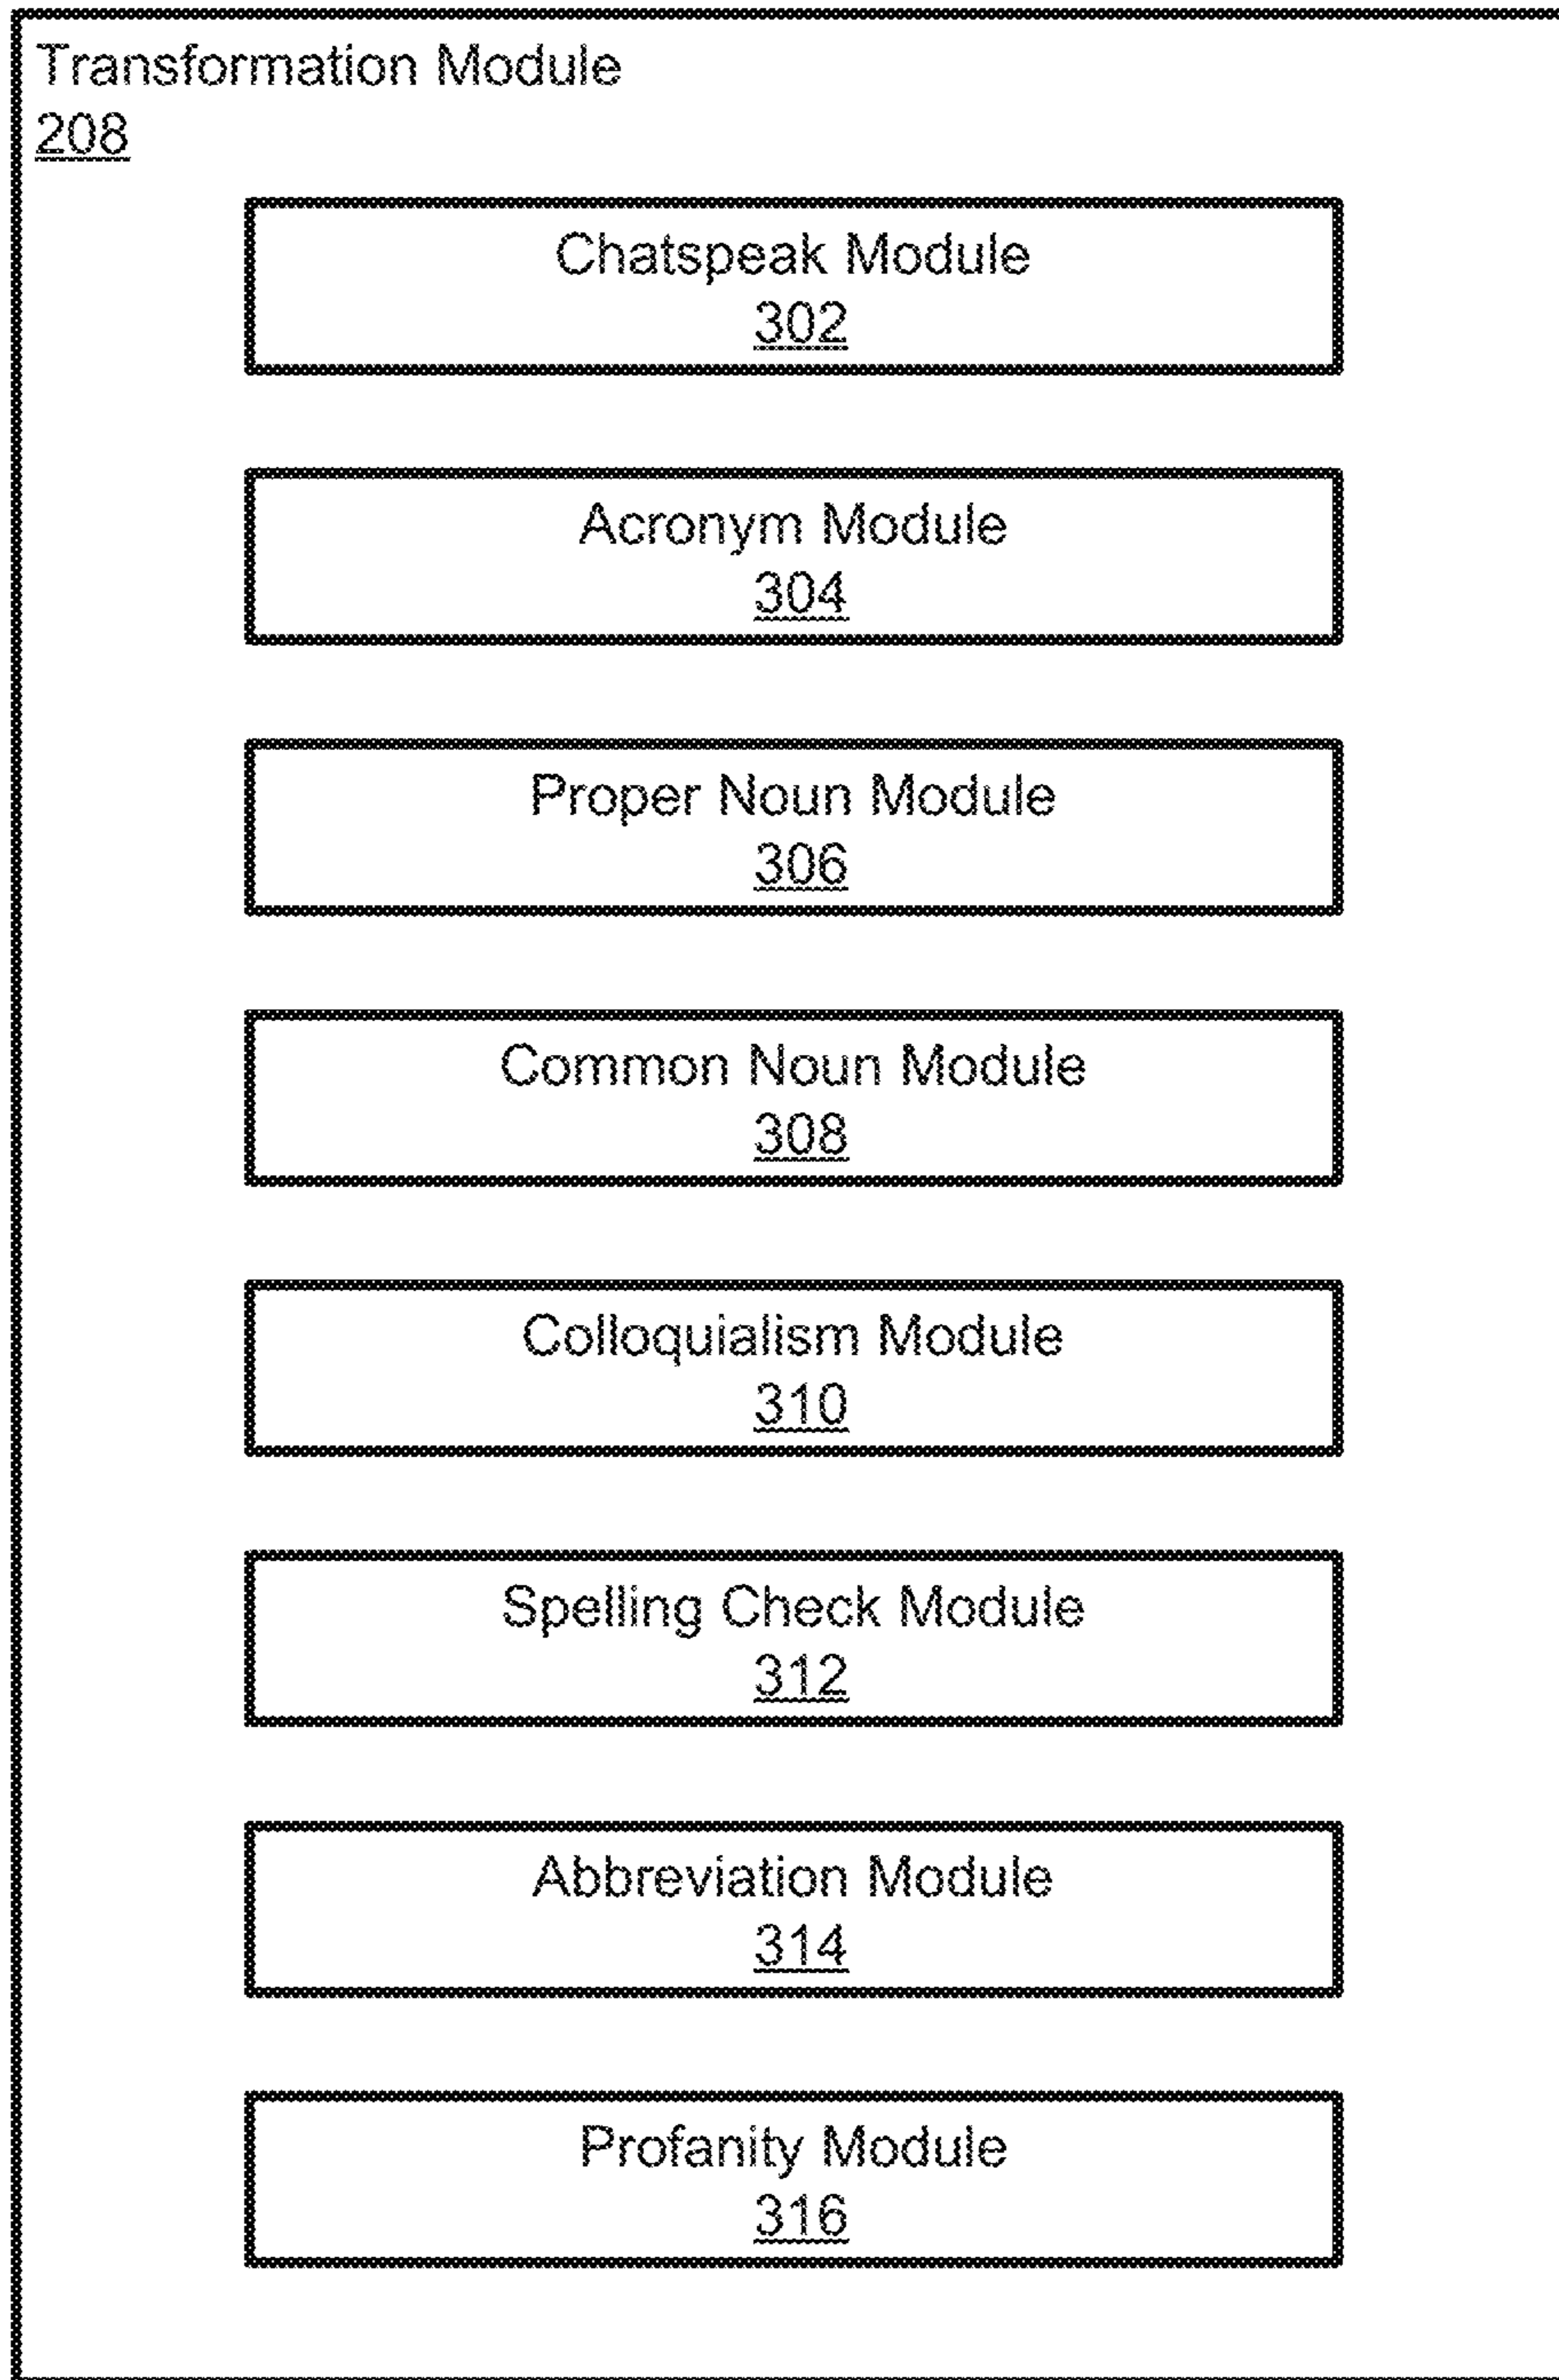 Transformation Module
208
Chatspeak Module
302
Acronym Module
304
Proper Noun Module
306
Common Noun Module
308
Colloquialism Module
310
Spelling Check Module
312
Abbreviation Module
314
Profanity Module
316